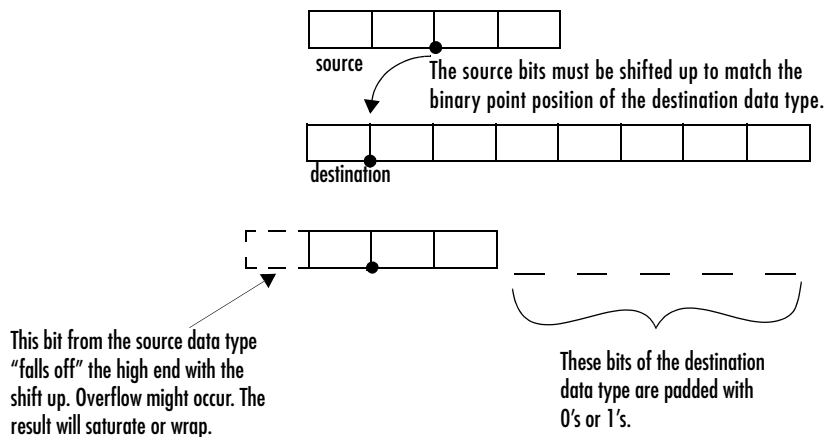 source
The source bits must be shifted up to match the
binary point position of the destination data type.
destination
This bit from the source data type
“falls off” the high end with the
shift up. Overflow might occur. The
result will saturate or wrap.
These bits of the destination
data type are padded with
0's or 1's.